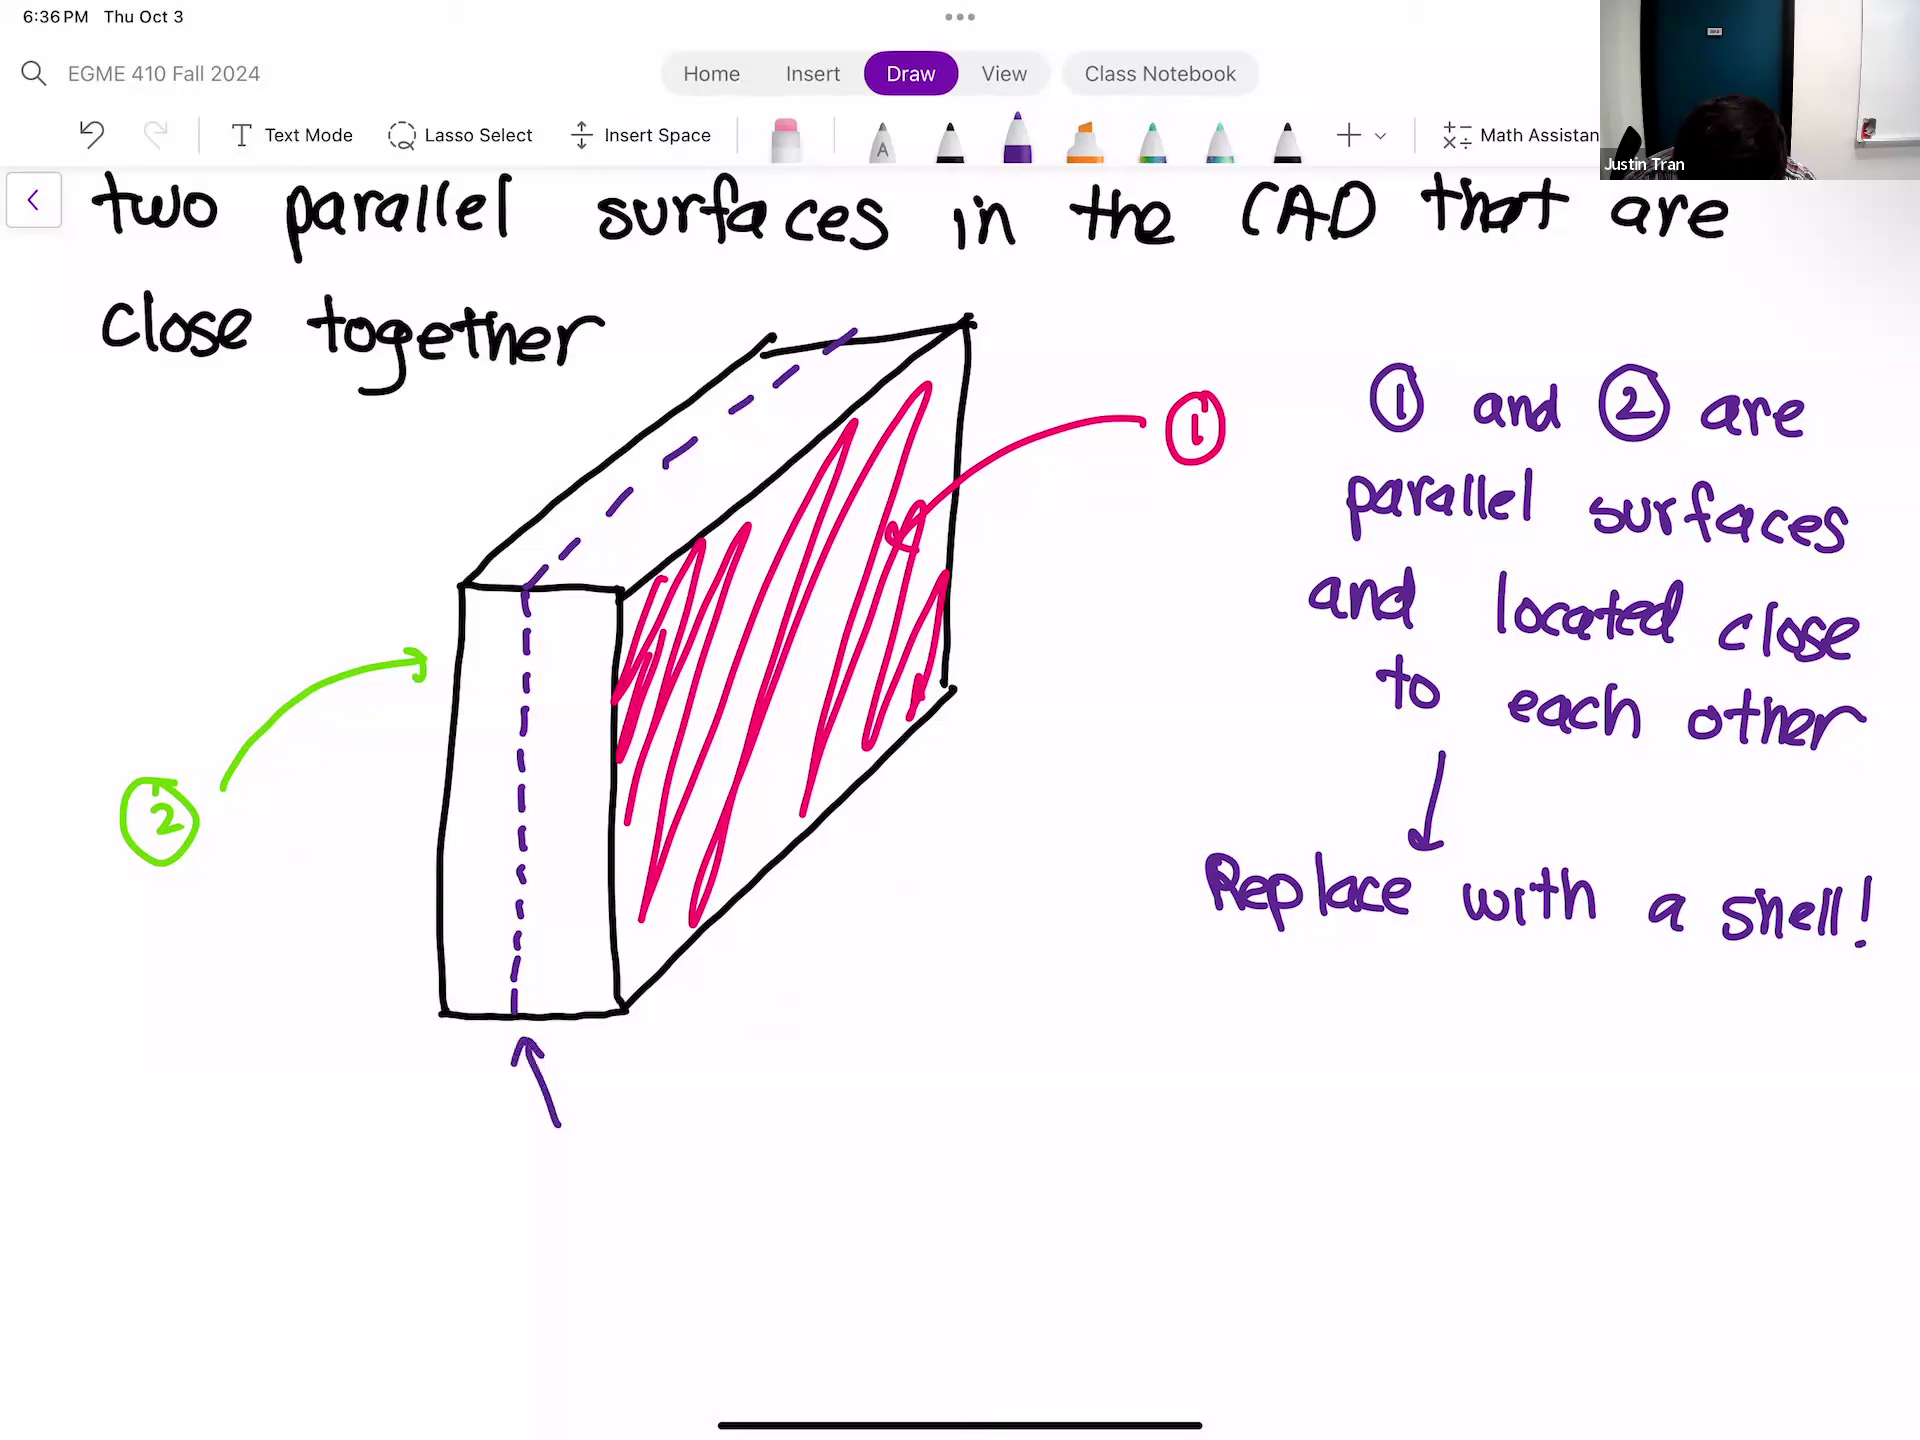 6:36 PM Thu Oct 3
EGME 410 Fall 2024
Home Insert Draw View Class Notebook
Text Mode Lasso Select Insert Space A Math Assistan
Justin Tran
two parallel surfaces in the CAD that are
close together
1
1 and 2 are
parallel surfaces
and located close
to each other
2
Replace with a shell!